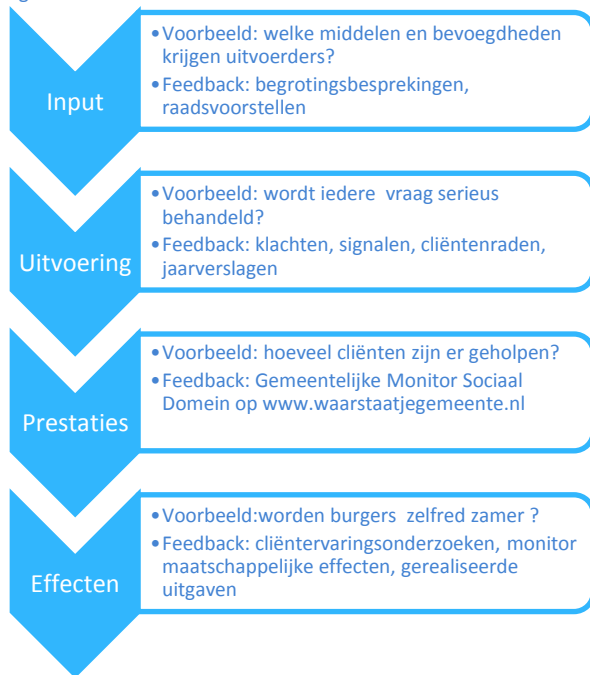 Input
• Voorbeeld: welke middelen en bevoegdheden
krijgen uitvoerders?
• Feedback: begrotingsbesprekingen,
raadsvoorstellen
Uitvoering
• Voorbeeld: wordt iedere vraag serieus
behandeld?
• Feedback: klachten, signalen, cliëntenraden,
jaarverslagen
Prestaties
• Voorbeeld: hoeveel cliënten zijn er geholpen?
• Feedback: Gemeentelijke Monitor Sociaal
Domein op www.waarstaatjegemeente.nl
Effecten
• Voorbeeld:worden burgers zelfred zamer ?
• Feedback: cliëntervaringsonderzoeken, monitor
maatschappelijke effecten, gerealiseerde
uitgaven